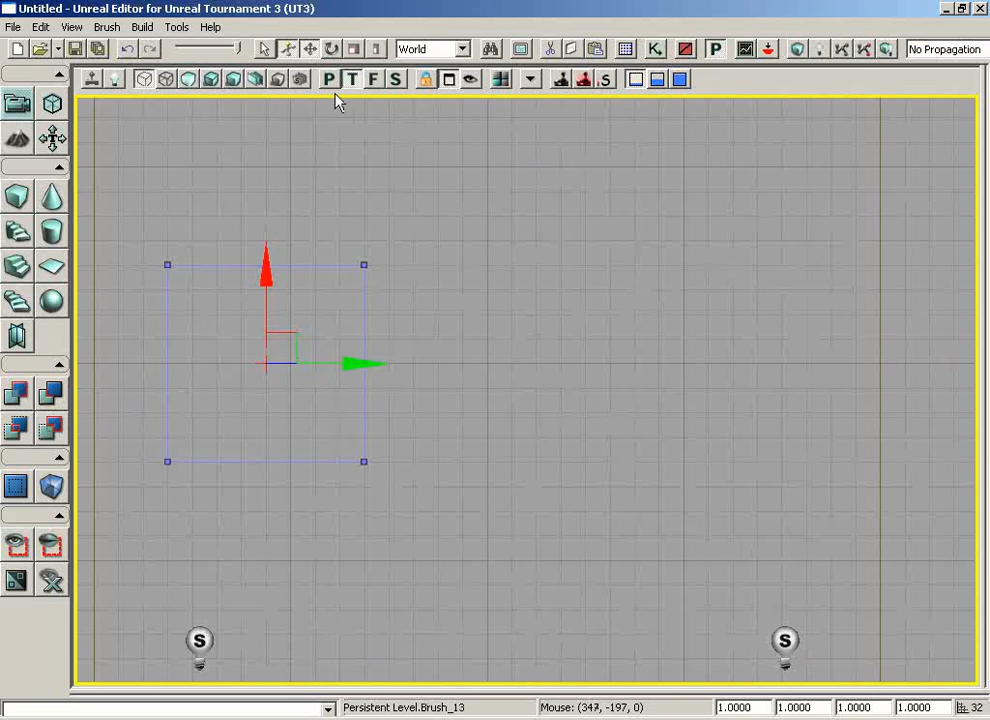 Untitled - Unreal Editor for Unreal Tournament 3 (UT3)
File Edit View Brush Build Tools Help
World P No Propagation
P T F S S
S S
Persistent Level.Brush_13 Mouse: (347, -197, 0) 1.0000 1.0000 1.0000 1.0000 32